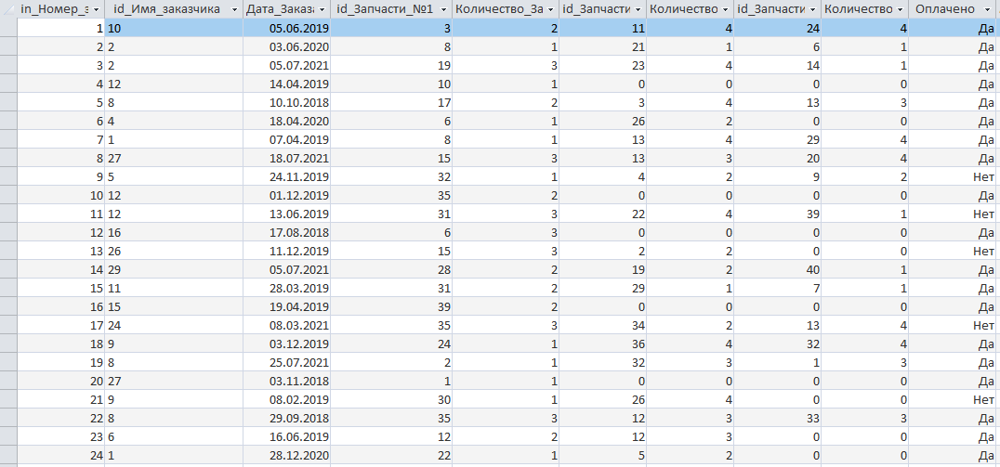 in_Номер_з id_Имя_заказчика Дата_Заказа id_Запчасти_№1 Количество_За id_Запчасти Количество id_Запчасти Количество Оплачено
1 10 05.06.2019 3 2 11 4 24 4 Да
2 2 03.06.2020 8 1 21 1 6 1 Да
3 2 05.07.2021 19 3 23 4 14 1 Да
4 12 14.04.2019 10 1 0 0 0 0 Да
5 8 10.10.2018 17 2 3 4 13 3 Да
6 4 18.04.2020 6 1 26 2 0 0 Да
7 1 07.04.2019 8 1 13 4 29 4 Да
8 27 18.07.2021 15 3 13 3 20 4 Да
9 5 24.11.2019 32 1 4 2 9 2 Нет
10 12 01.12.2019 35 2 0 0 0 0 Да
11 12 13.06.2019 31 3 22 4 39 1 Нет
12 16 17.08.2018 6 3 0 0 0 0 Да
13 26 11.12.2019 15 3 2 2 0 0 Нет
14 29 05.07.2021 28 2 19 2 40 1 Да
15 11 28.03.2019 31 2 29 1 7 1 Да
16 15 19.04.2019 39 2 0 0 0 0 Да
17 24 08.03.2021 35 3 34 2 13 4 Нет
18 9 03.12.2019 24 1 36 4 32 4 Да
19 8 25.07.2021 2 1 32 3 1 3 Да
20 27 03.11.2018 1 1 0 0 0 0 Да
21 9 08.02.2019 30 1 26 4 0 0 Нет
22 8 29.09.2018 35 3 12 3 33 3 Да
23 6 16.06.2019 12 2 12 3 0 0 Да
24 1 28.12.2020 22 1 5 2 0 0 Да